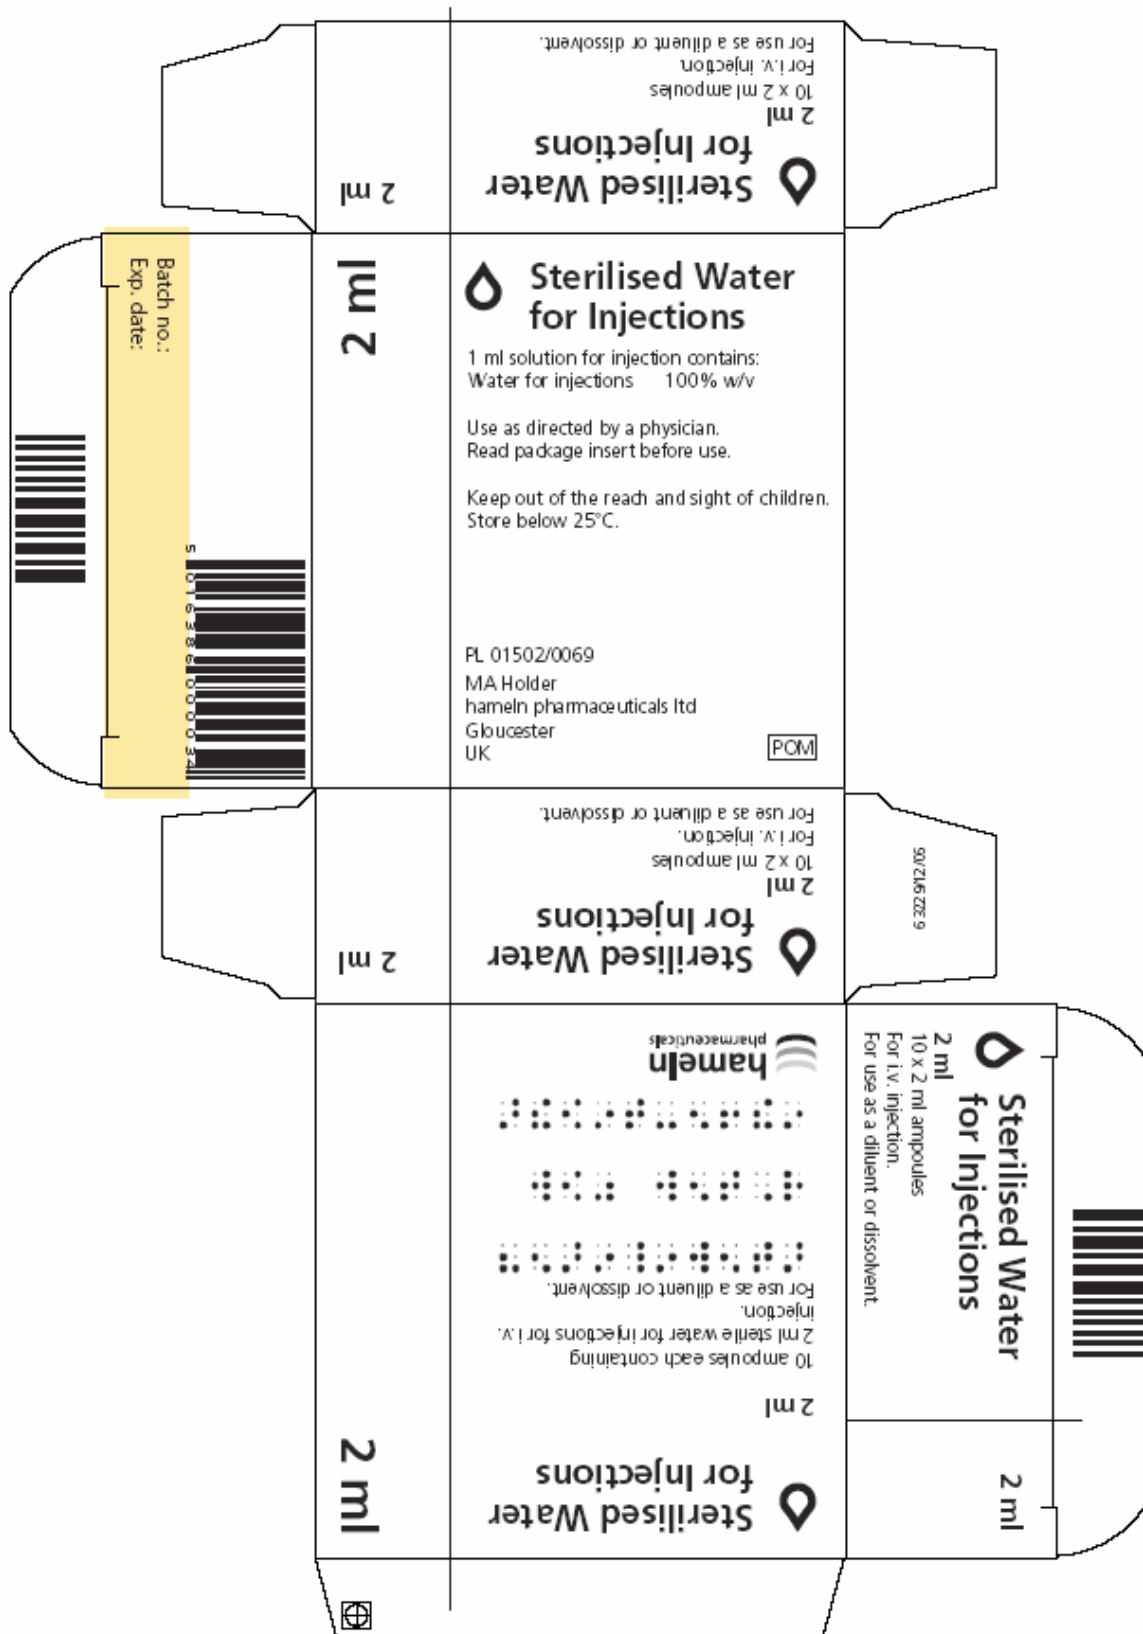 Sterilised Water
for Injections
2 ml
10 x 2 ml ampoules
For i.v. injection.
For use as a diluent or dissolvent.
2 ml
Batch no.:
Exp. date:
5 016386 000034
2 ml
Sterilised Water
for Injections
1 ml solution for injection contains:
Water for injections 100% w/v
Use as directed by a physician.
Read package insert before use.
Keep out of the reach and sight of children.
Store below 25°C.
PL 01502/0069
MA Holder
hameln pharmaceuticals ltd
Gloucester
UK
POM
Sterilised Water
for Injections
2 ml
10 x 2 ml ampoules
For i.v. injection.
For use as a diluent or dissolvent.
2 ml
Sterilised Water
for Injections
2 ml
10 ampoules each containing
2 ml sterile water for injections for i.v.
injection.
For use as a diluent or dissolvent.
hameln
pharmaceuticals
2 ml
Sterilised Water
for Injections
2 ml
10 x 2 ml ampoules
For i.v. injection.
For use as a diluent or dissolvent.
2 ml